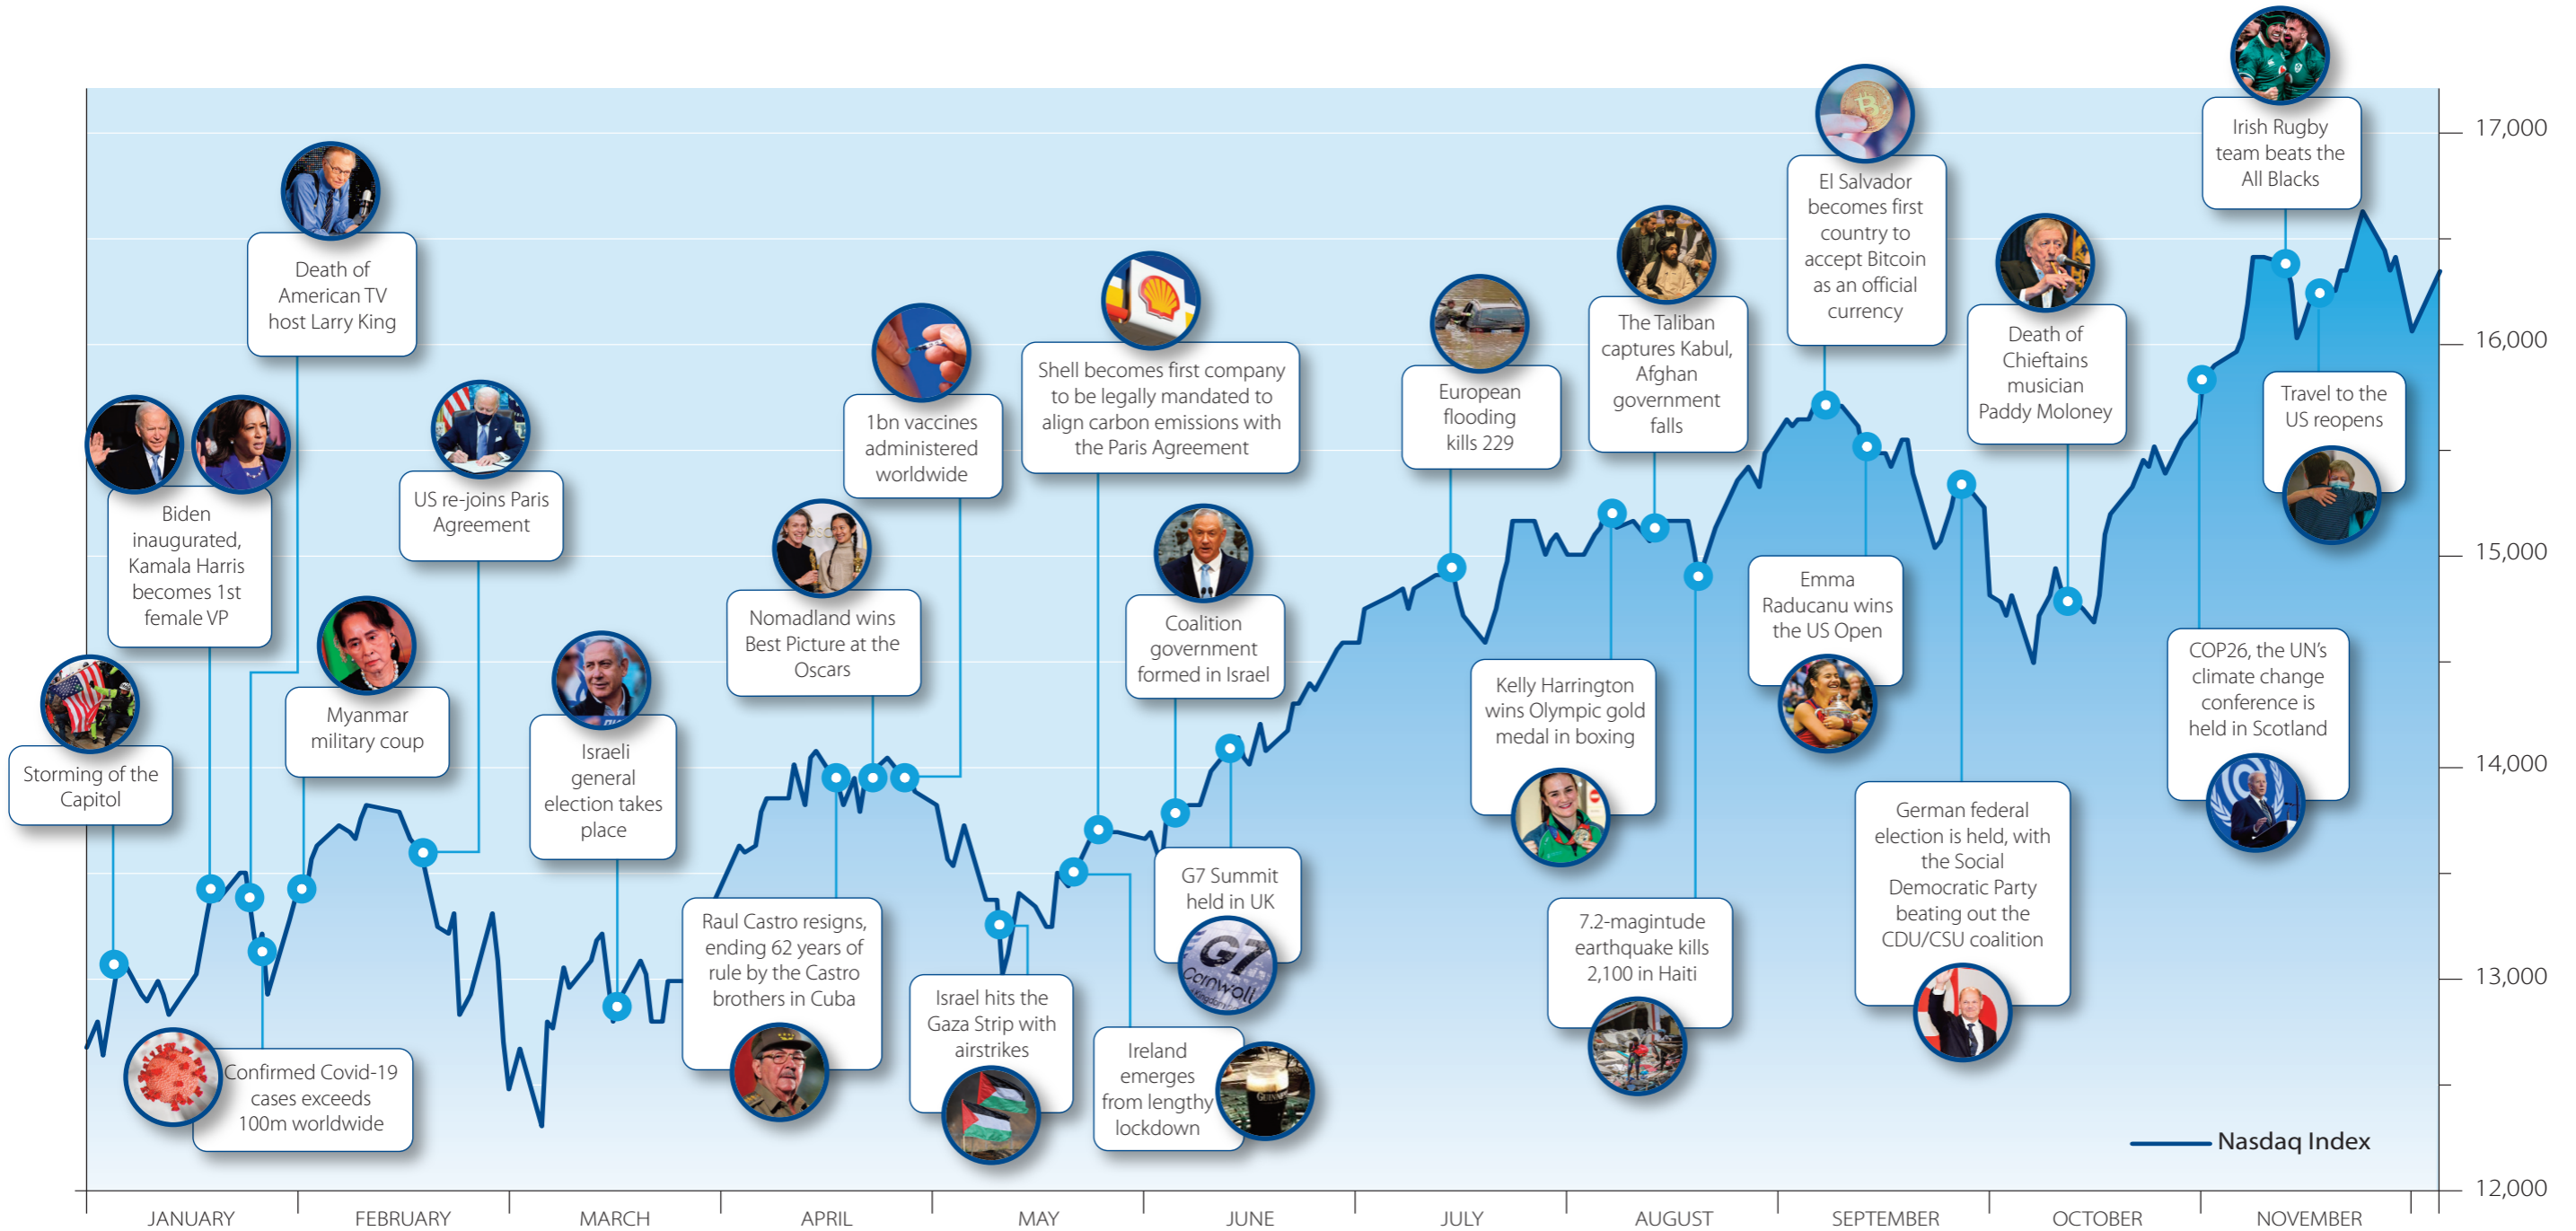 Irish Rugby
team beats the
All Blacks
17,000
El Salvador
becomes first
country to
accept Bitcoin
as an official
currency
Death of
American TV
host Larry King
The Taliban
captures Kabul,
Afghan
government
falls
Death of
Chieftains
musician
Paddy Moloney
16,000
Shell becomes first company
to be legally mandated to
align carbon emissions with
the Paris Agreement
European
flooding
kills 229
Travel to the
US reopens
1bn vaccines
administered
worldwide
US re-joins Paris
Agreement
Biden
inaugurated,
Kamala Harris
becomes 1st
female VP
15,000
Emma
Raducanu wins
the US Open
Nomadland wins
Best Picture at the
Oscars
Coalition
government
formed in Israel
COP26, the UN's
climate change
conference is
held in Scotland
Kelly Harrington
wins Olympic gold
medal in boxing
Myanmar
military coup
Israeli
general
election takes
place
14,000
Storming of the
Capitol
German federal
election is held, with
the Social
Democratic Party
beating out the
CDU/CSU coalition
G7 Summit
held in UK
G7
Cornwall
Raul Castro resigns,
ending 62 years of
rule by the Castro
brothers in Cuba
7.2-magintude
earthquake kills
2,100 in Haiti
13,000
Israel hits the
Gaza Strip with
airstrikes
Ireland
emerges
from lengthy
lockdown
GUINNESS
Confirmed Covid-19
cases exceeds
100m worldwide
Nasdaq Index
12,000
JANUARY
FEBRUARY
MARCH
APRIL
MAY
JUNE
JULY
AUGUST
SEPTEMBER
OCTOBER
NOVEMBER